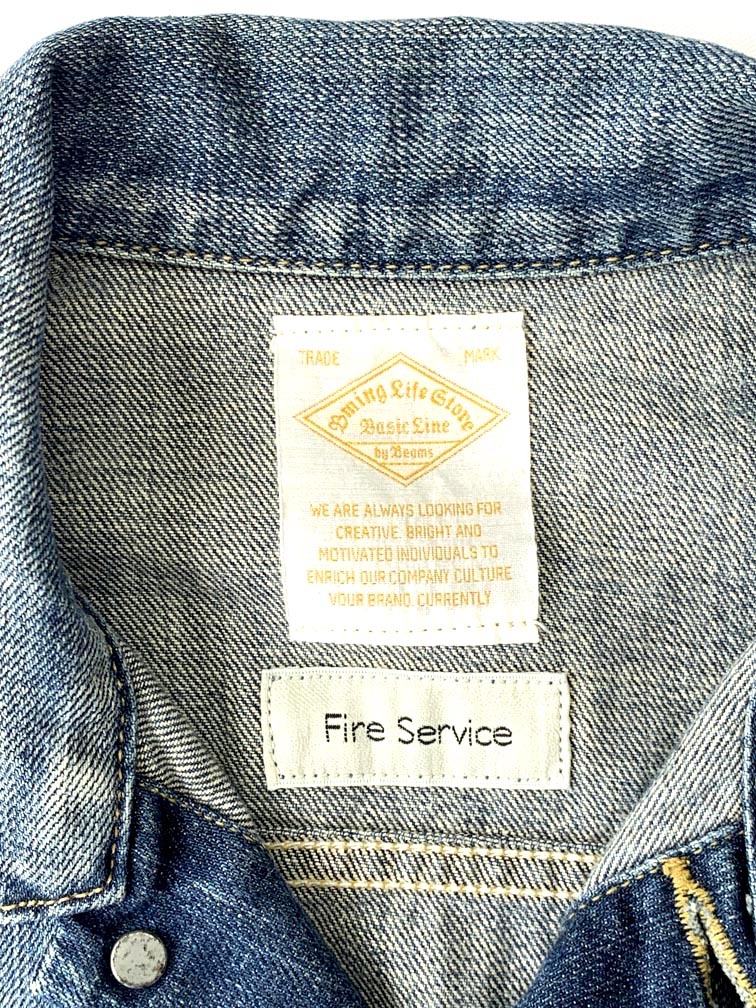 TRADE MARK
Bming Life Store
Basic Line
by Beams
WE ARE ALWAYS LOOKING FOR
CREATIVE. BRIGHT AND
MOTIVATED INDIVIDUALS TO
ENRICH OUR COMPANY CULTURE
YOUR BRAND. CURRENTLY
Fire Service